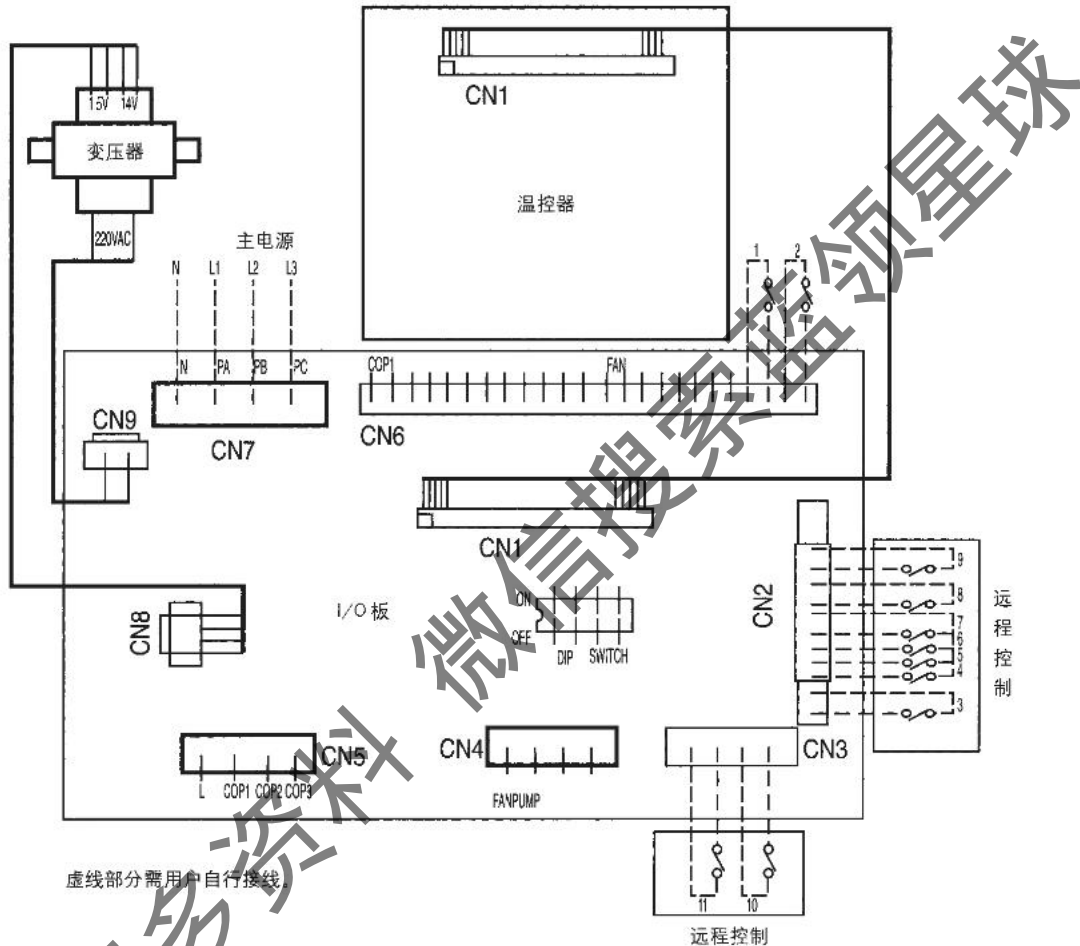 CN1
15V 14V
变压器
温控器
220VAC
主电源
N L1 L2 L3
1 2
N PA PB PC
COP1 FAN
CN9
CN7
CN6
CN1
CN2
9
8
7
6
5
4
3
远程控制
I/O板
ON
OFF
DIP SWITCH
CN8
CN5
L COP1 COP2 COP3
CN4
FANPUMP
CN3
11 10
远程控制
虚线部分需用户自行接线。
多资料 微信搜索蓝领星球